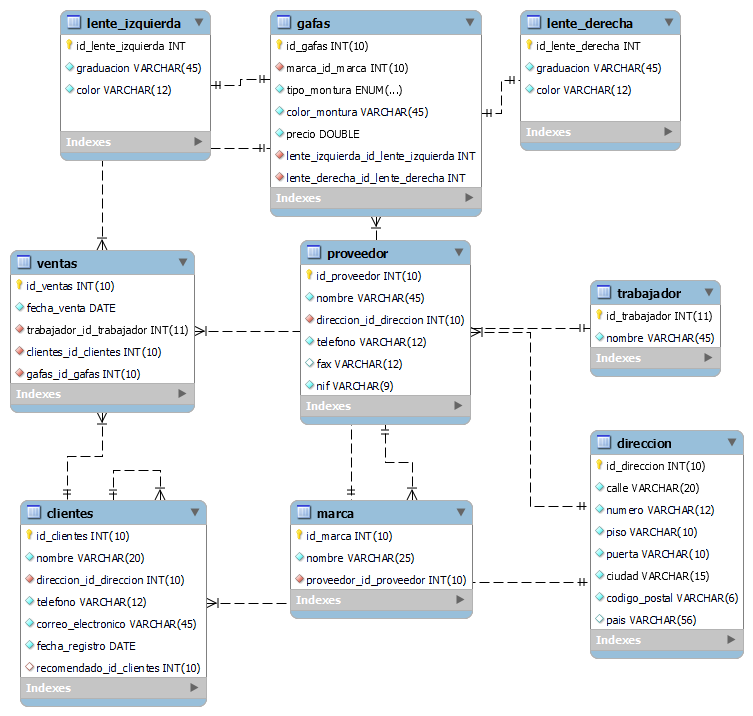 lente_izquierda
id_lente_izquierda INT
graduacion VARCHAR(45)
color VARCHAR(12)
Indexes
gafas
id_gafas INT(10)
marca_id_marca INT(10)
tipo_montura ENUM(...)
color_montura VARCHAR(45)
precio DOUBLE
lente_izquierda_id_lente_izquierda INT
lente_derecha_id_lente_derecha INT
Indexes
lente_derecha
id_lente_derecha INT
graduacion VARCHAR(45)
color VARCHAR(12)
Indexes
ventas
id_ventas INT(10)
fecha_venta DATE
trabajador_id_trabajador INT(11)
clientes_id_clientes INT(10)
gafas_id_gafas INT(10)
Indexes
proveedor
id_proveedor INT(10)
nombre VARCHAR(45)
direccion_id_direccion INT(10)
telefono VARCHAR(12)
fax VARCHAR(12)
nif VARCHAR(9)
Indexes
trabajador
id_trabajador INT(11)
nombre VARCHAR(45)
Indexes
clientes
id_clientes INT(10)
nombre VARCHAR(20)
direccion_id_direccion INT(10)
telefono VARCHAR(12)
correo_electronico VARCHAR(45)
fecha_registro DATE
recomendado_id_clientes INT(10)
Indexes
marca
id_marca INT(10)
nombre VARCHAR(25)
proveedor_id_proveedor INT(10)
Indexes
direccion
id_direccion INT(10)
calle VARCHAR(20)
numero VARCHAR(12)
piso VARCHAR(10)
puerta VARCHAR(10)
ciudad VARCHAR(15)
codigo_postal VARCHAR(6)
pais VARCHAR(56)
Indexes